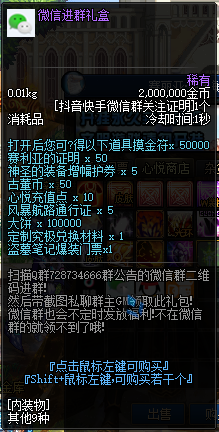 微信进群礼盒
稀有
0.01kg 2,000,000金币
[抖音快手微信群关注证明]1个
消耗品 冷却时间:1秒
打开后您可?得以下道具摸金符x 50000
赛利亚的证明 x 50
神圣的装备增幅护券 x 5
古董币 x 50
心悦充值点 x 10
风暴航路通行证 x 5
大饼 x 100000
定制究极兑换材料 x 1
盗墓笔记爆装门票x1
扫描Q群728734666群公告的微信群二维
码进群!
然后带截图私聊群主GM领取此礼包!
微信群也会不定时发放福利!不在微信
群的就领不到了哦!
『点击鼠标左键可购买』
『Shift+鼠标左键,可购买若干个』
[内装物]
其他9种